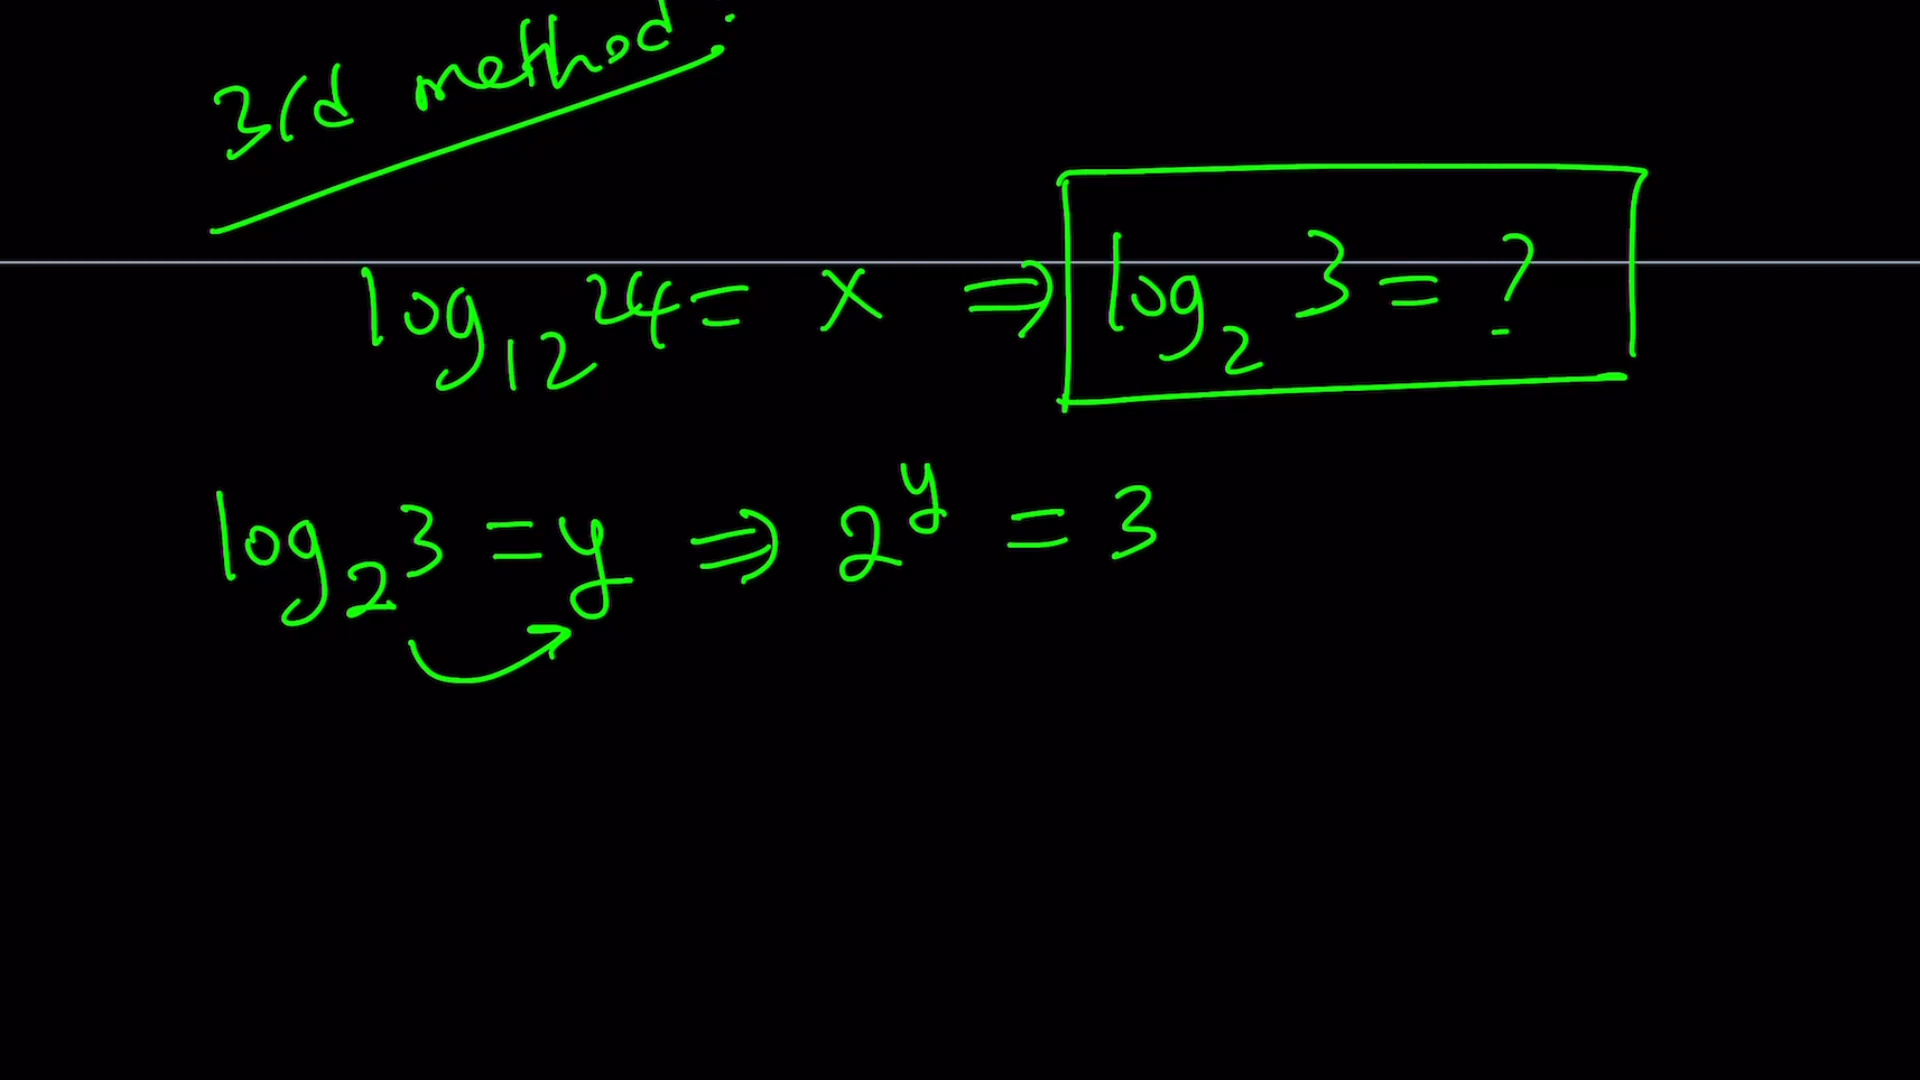 3rd method:
log₁₂ 24 = x ⇒ log₂ 3 = ?
log₂ 3 = y ⇒ 2^y = 3